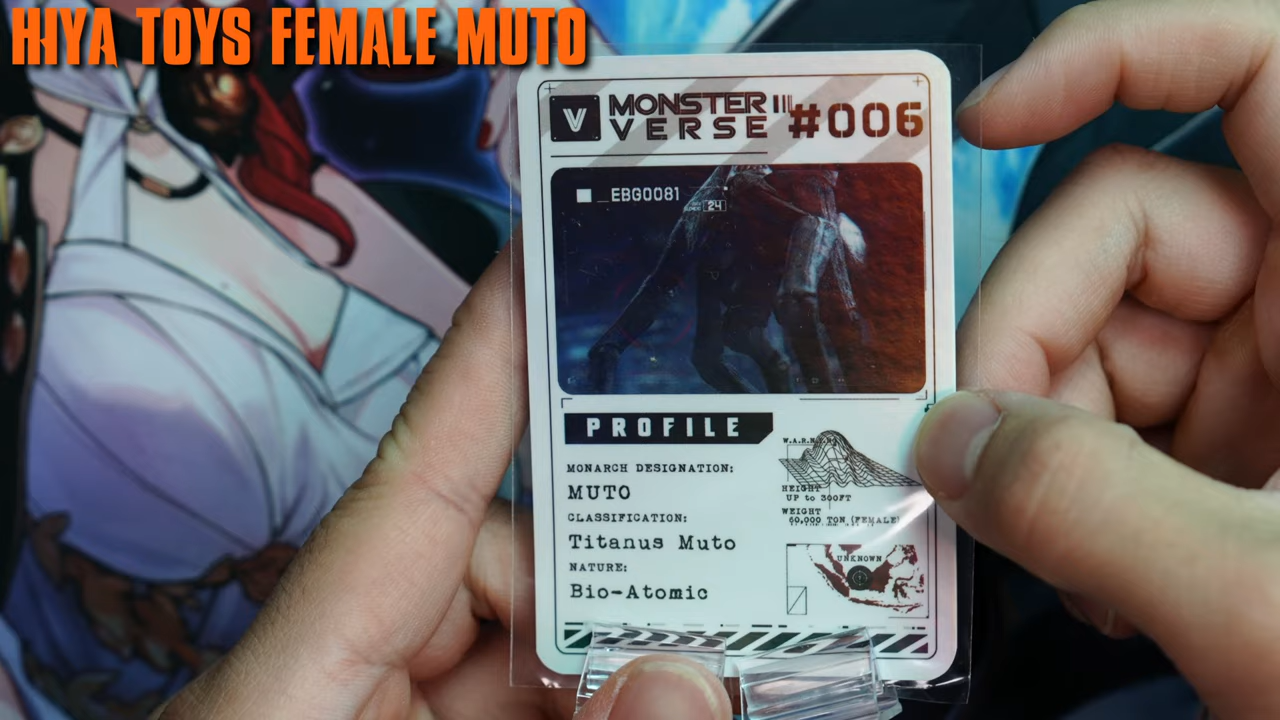 HIYA TOYS FEMALE MUTO
V MONSTER
VERSE #006
_EBG0081
24
PROFILE
MONARCH DESIGNATION:
MUTO
CLASSIFICATION:
Titanus Muto
NATURE:
Bio-Atomic
HEIGHT
UP to 300FT
WEIGHT
60,000 TON (FEMALE)
UNKNOWN